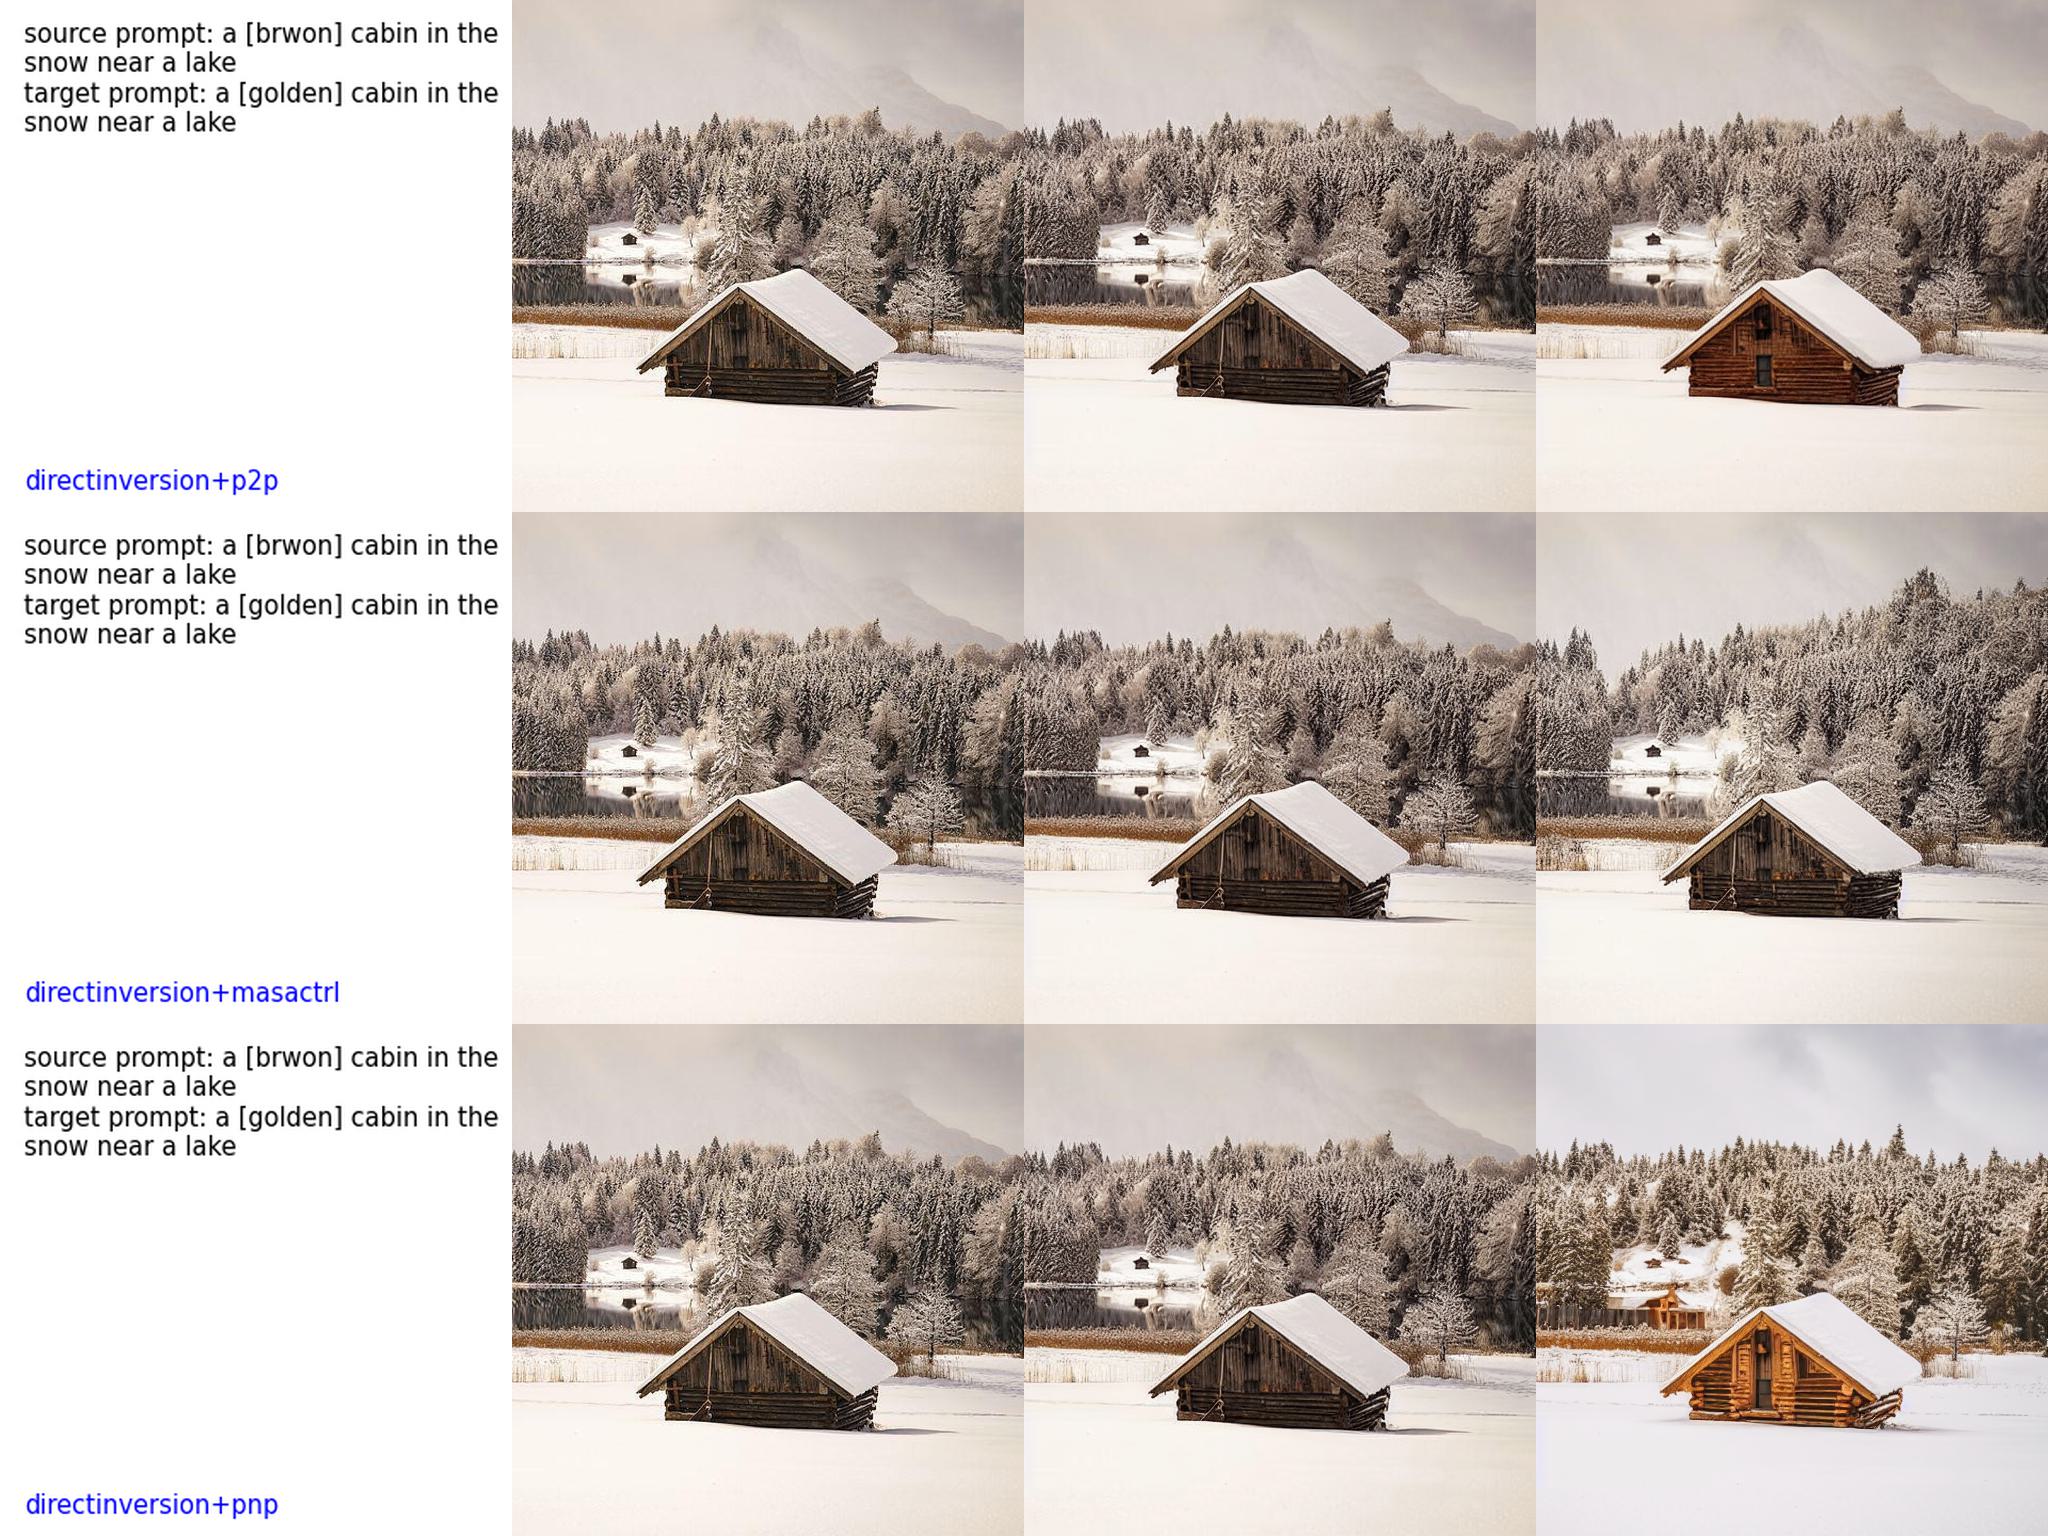 source prompt: a [brwon] cabin in the
snow near a lake
target prompt: a [golden] cabin in the
snow near a lake
directinversion+p2p
source prompt: a [brwon] cabin in the
snow near a lake
target prompt: a [golden] cabin in the
snow near a lake
directinversion+masactrl
source prompt: a [brwon] cabin in the
snow near a lake
target prompt: a [golden] cabin in the
snow near a lake
directinversion+pnp